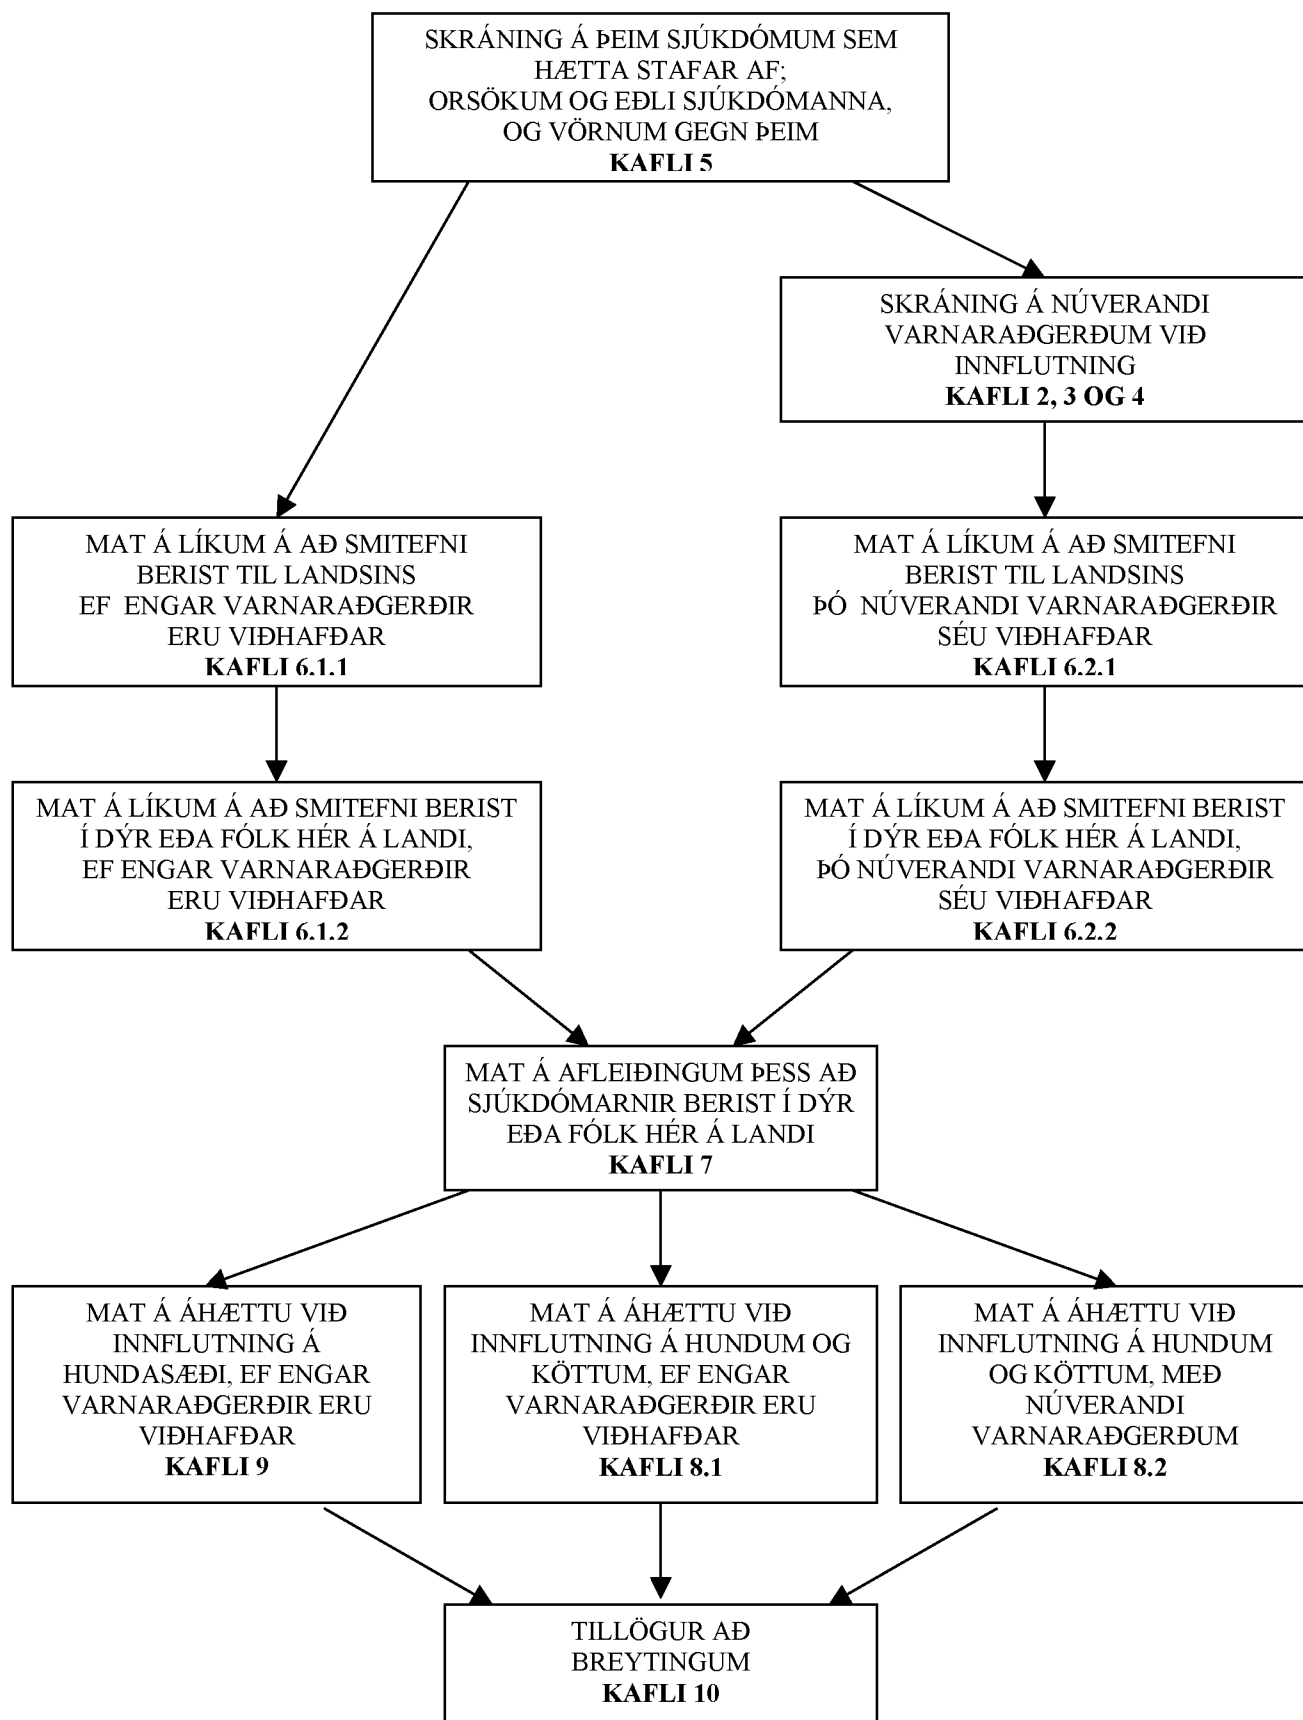 SKRÁNING Á ÞEIM SJÚKDÓMUM SEM
HÆTTA STAFAR AF;
ORSÖKUM OG EÐLI SJÚKDÓMANNA,
OG VÖRNUM GEGN ÞEIM
KAFLI 5
SKRÁNING Á NÚVERANDI
VARNARAÐGERÐUM VIÐ
INNFLUTNING
KAFLI 2, 3 OG 4
MAT Á LÍKUM Á AÐ SMITEFNI
BERIST TIL LANDSINS
EF ENGAR VARNARAÐGERÐIR
ERU VIÐHAFÐAR
KAFLI 6.1.1
MAT Á LÍKUM Á AÐ SMITEFNI
BERIST TIL LANDSINS
ÞÓ NÚVERANDI VARNARAÐGERÐIR
SÉU VIÐHAFÐAR
KAFLI 6.2.1
MAT Á LÍKUM Á AÐ SMITEFNI BERIST
Í DÝR EÐA FÓLK HÉR Á LANDI,
EF ENGAR VARNARAÐGERÐIR
ERU VIÐHAFÐAR
KAFLI 6.1.2
MAT Á LÍKUM Á AÐ SMITEFNI BERIST
Í DÝR EÐA FÓLK HÉR Á LANDI,
ÞÓ NÚVERANDI VARNARAÐGERÐIR
SÉU VIÐHAFÐAR
KAFLI 6.2.2
MAT Á AFLEIÐINGUM ÞESS AÐ
SJÚKDÓMARNIR BERIST Í DÝR
EÐA FÓLK HÉR Á LANDI
KAFLI 7
MAT Á ÁHÆTTU VIÐ
INNFLUTNING Á
HUNDASÆÐI, EF ENGAR
VARNARAÐGERÐIR ERU
VIÐHAFÐAR
KAFLI 9
MAT Á ÁHÆTTU VIÐ
INNFLUTNING Á HUNDUM OG
KÖTTUM, EF ENGAR
VARNARAÐGERÐIR ERU
VIÐHAFÐAR
KAFLI 8.1
MAT Á ÁHÆTTU VIÐ
INNFLUTNING Á HUNDUM
OG KÖTTUM, MEÐ
NÚVERANDI
VARNARAÐGERÐUM
KAFLI 8.2
TILLÖGUR AÐ
BREYTINGUM
KAFLI 10